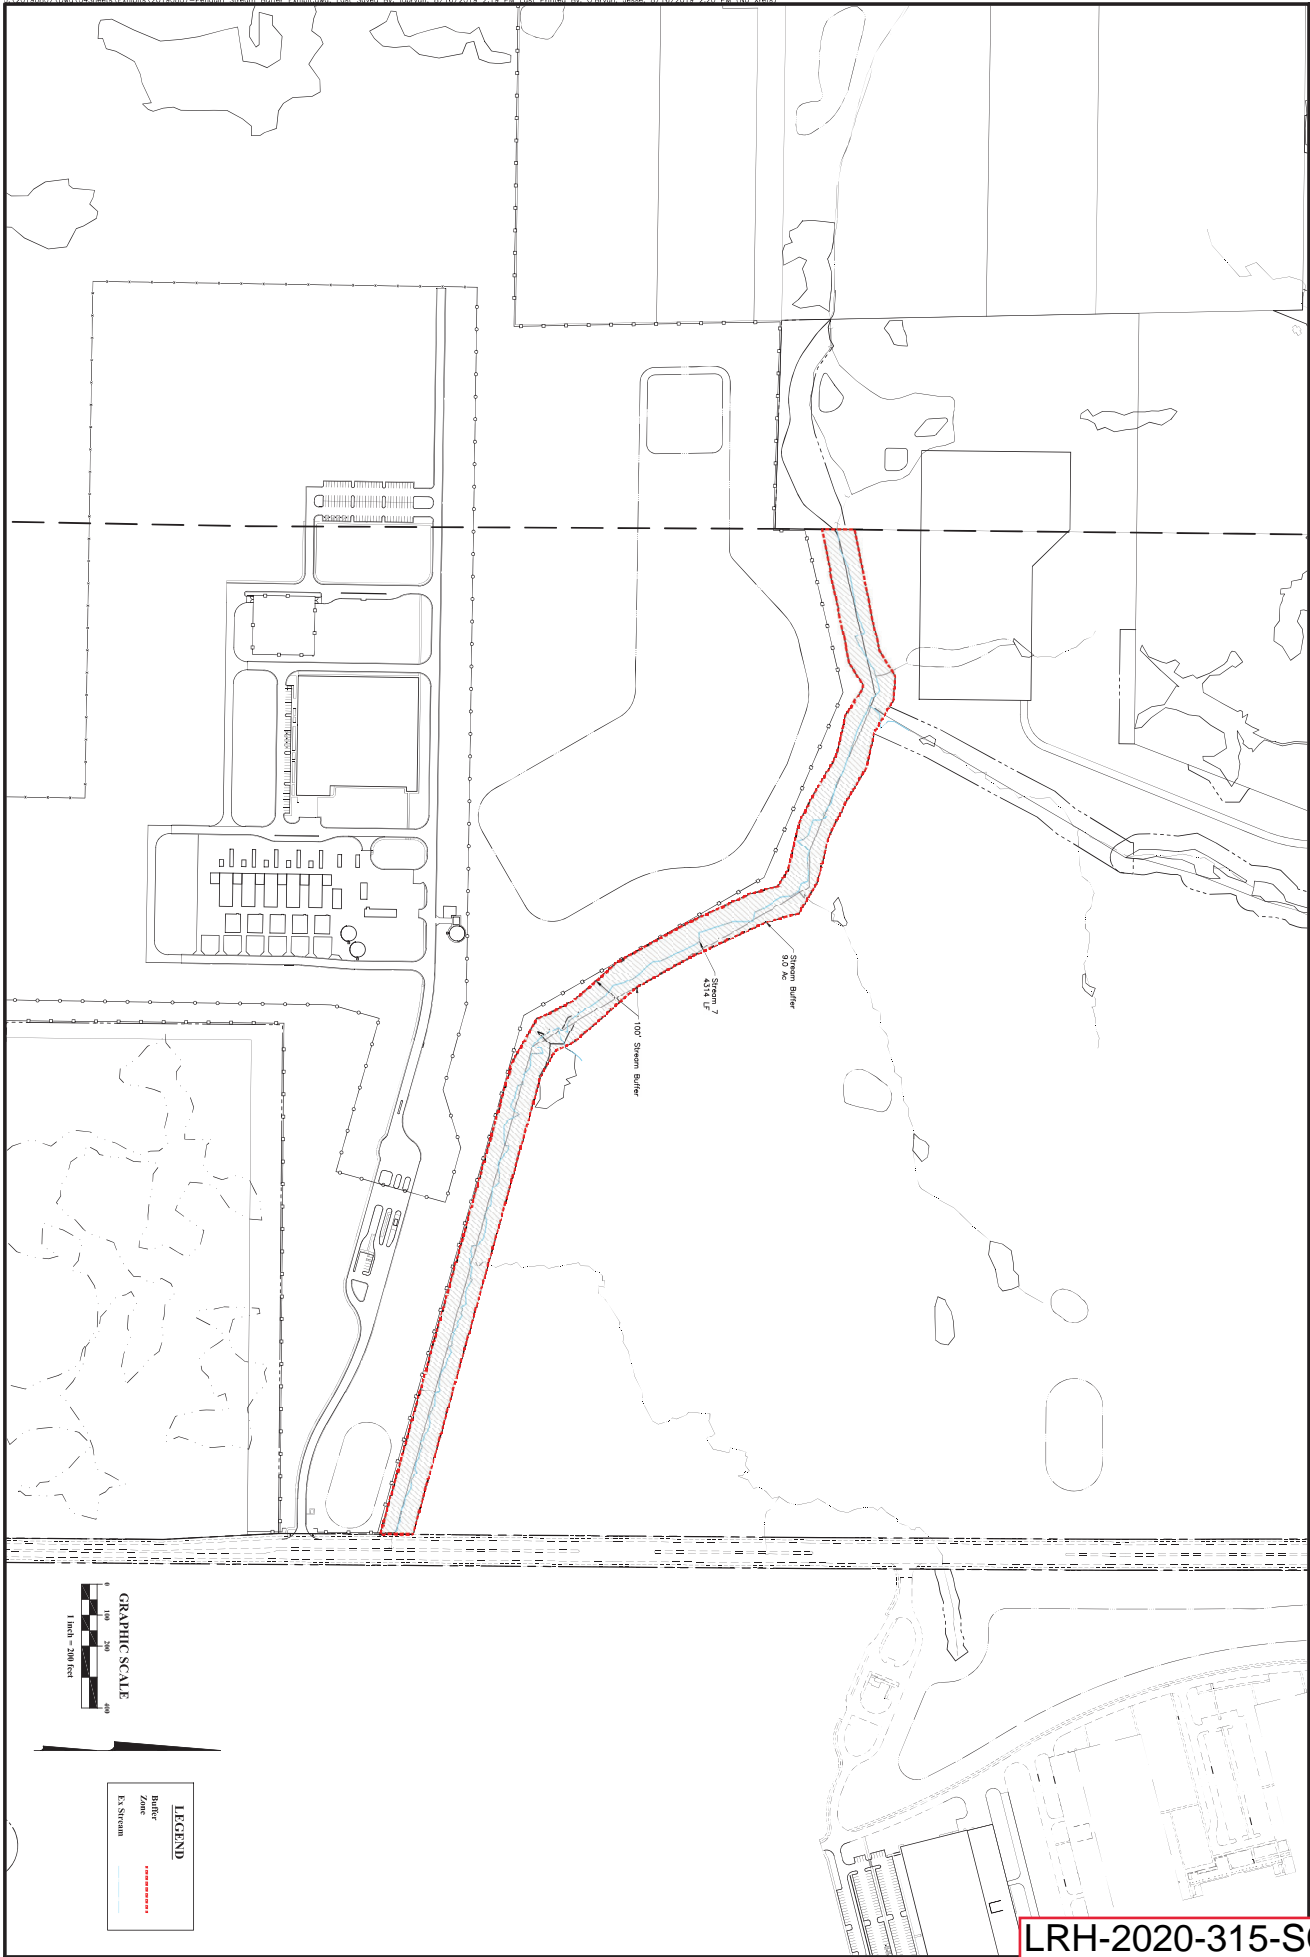 Stream Buffer
9.0 Ac
Stream 7
4314 LF
100' Stream Buffer
GRAPHIC SCALE
0 100 200 400
1 inch = 200 feet
LEGEND
Buffer
Zone
Ex Stream
LRH-2020-315-S